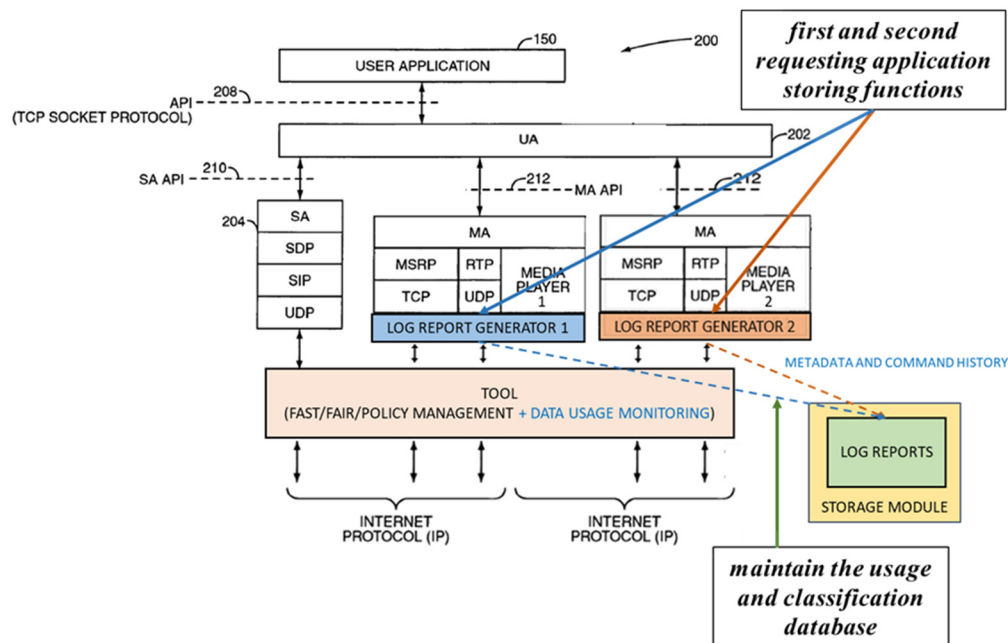 150
USER APPLICATION
200
first and second
requesting application
storing functions
208
API
(TCP SOCKET PROTOCOL)
202
UA
210
SA API
212
MA API
212
204
SA
SDP
SIP
UDP
MA
MSRP
RTP
TCP
UDP
MEDIA
PLAYER
1
MA
MSRP
RTP
TCP
UDP
MEDIA
PLAYER
2
LOG REPORT GENERATOR 1
LOG REPORT GENERATOR 2
METADATA AND COMMAND HISTORY
TOOL
(FAST/FAIR/POLICY MANAGEMENT + DATA USAGE MONITORING)
LOG REPORTS
STORAGE MODULE
INTERNET
PROTOCOL (IP)
INTERNET
PROTOCOL (IP)
maintain the usage
and classification
database